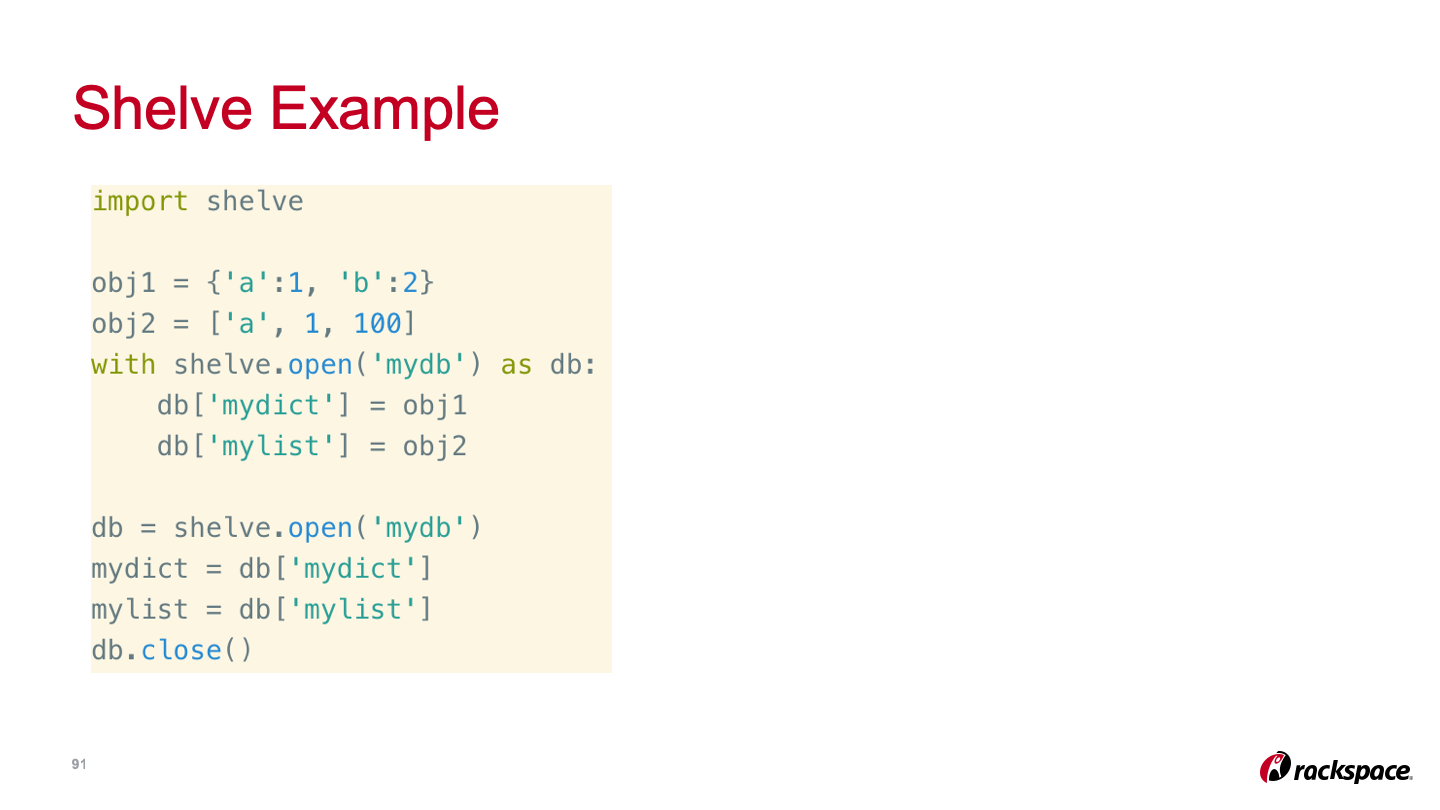 Shelve Example
import shelve
obj1 = {'a':1, 'b':2}
obj2 = ['a', 1, 100]
with shelve.open('mydb') as db:
    db['mydict'] = obj1
    db['mylist'] = obj2
db = shelve.open('mydb')
mydict = db['mydict']
mylist = db['mylist']
db.close()
91
rackspace.